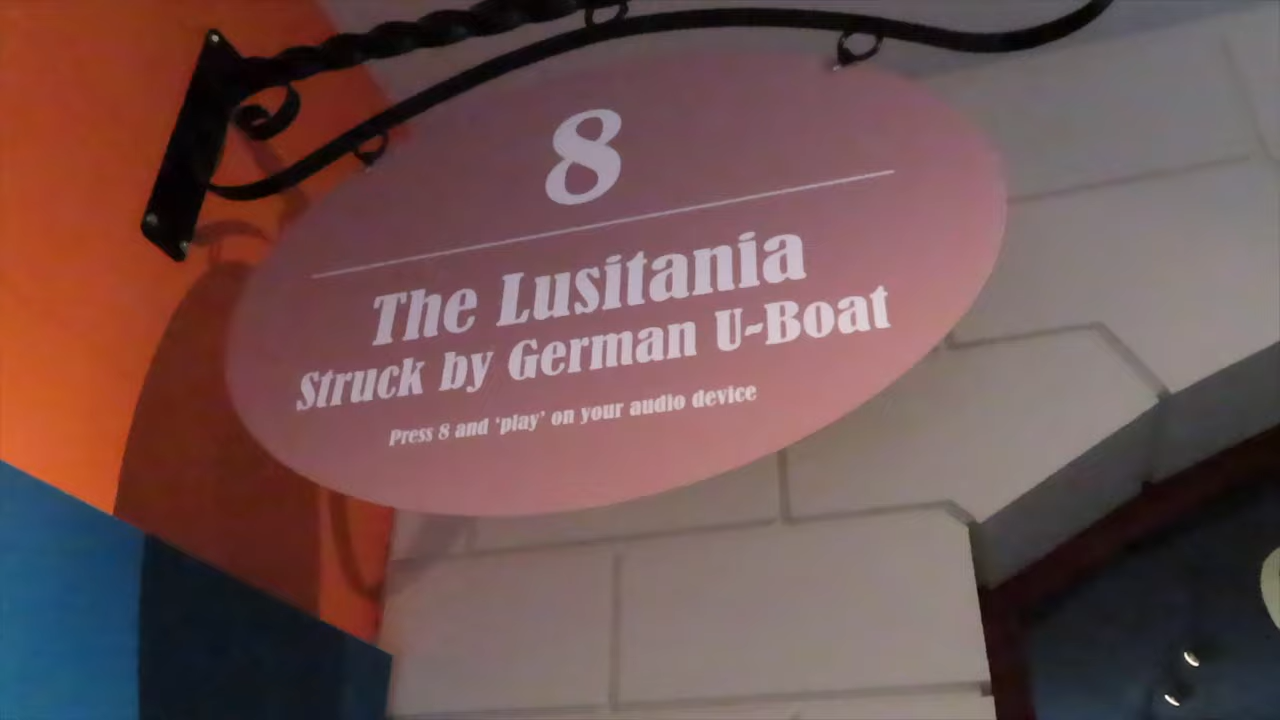 8
The Lusitania
Struck by German U-Boat
Press 8 and ‘play’ on your audio device